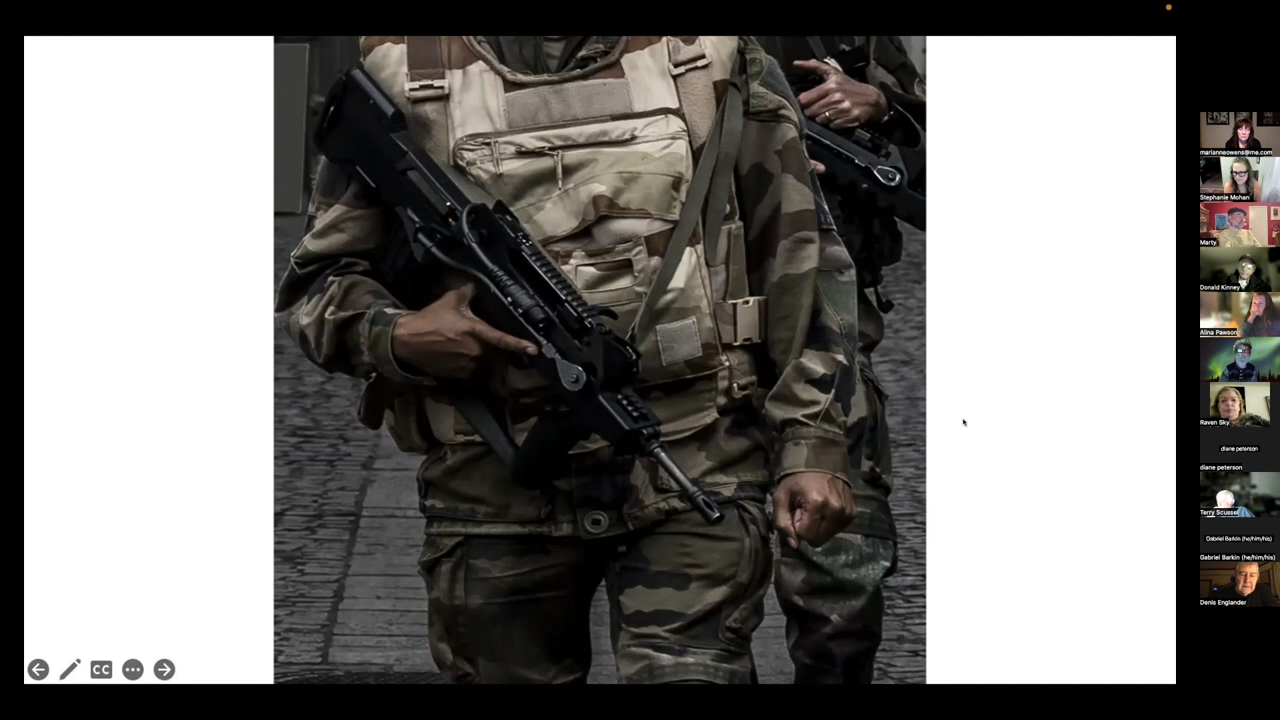 CC
marianneowens@me.com
Stephanie Mohan
Marty
Donald Kinney
Alina Pawson
Raven Sky
diane peterson
diane peterson
Terry Scussel
Gabriel Barkin (he/him/his)
Gabriel Barkin (he/him/his)
Denis Englander